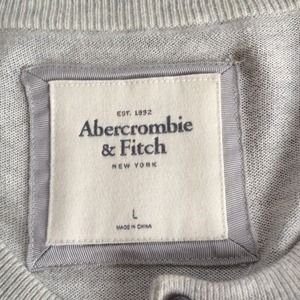 EST. 1892
Abercrombie
& Fitch
NEW YORK
L
MADE IN CHINA